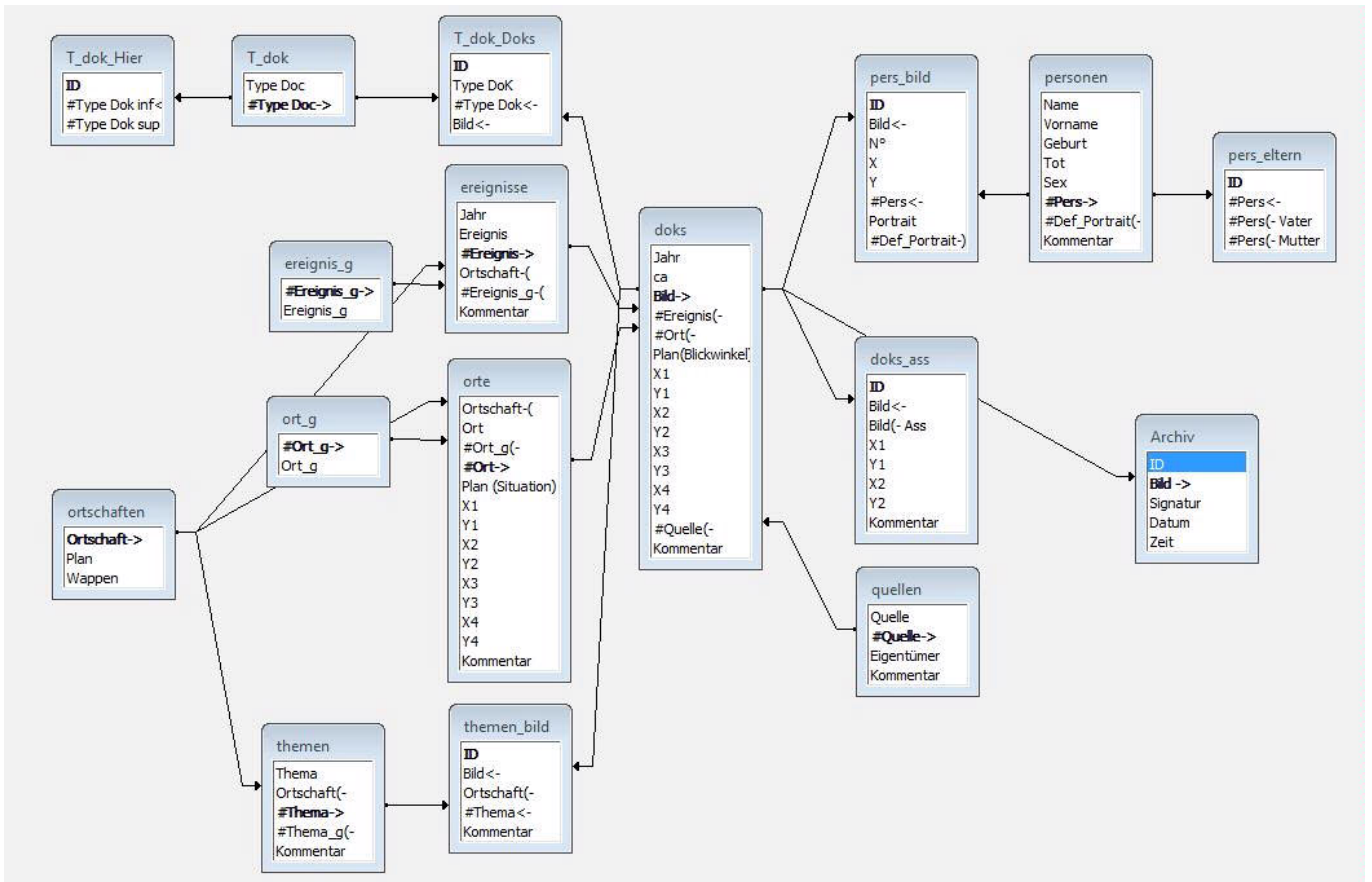 T_dok_Hier
ID
#Type Dok inf<
#Type Dok sup
T_dok
Type Doc
#Type Doc->
T_dok_Doks
ID
Type DoK
#Type Dok<-
Bild<-
ereignisse
Jahr
Ereignis
#Ereignis->
Ortschaft-(
#Ereignis_g-(
Kommentar
ereignis_g
#Ereignis_g->
Ereignis_g
ort_g
#Ort_g->
Ort_g
orte
Ortschaft-(
Ort
#Ort_g(-
#Ort->
Plan (Situation)
X1
Y1
X2
Y2
X3
Y3
X4
Y4
Kommentar
ortschaften
Ortschaft->
Plan
Wappen
themen
Thema
Ortschaft(-
#Thema->
#Thema_g(-
Kommentar
themen_bild
ID
Bild<-
Ortschaft(-
#Thema<-
Kommentar
doks
Jahr
ca
Bild->
#Ereignis(-
#Ort(-
Plan(Blickwinkel)
X1
Y1
X2
Y2
X3
Y3
X4
Y4
#Quelle(-
Kommentar
pers_bild
ID
Bild<-
N°
X
Y
#Pers<-
Portrait
#Def_Portrait-)
personen
Name
Vorname
Geburt
Tot
Sex
#Pers->
#Def_Portrait(-
Kommentar
pers_eltern
ID
#Pers<-
#Pers(- Vater
#Pers(- Mutter
doks_ass
ID
Bild<-
Bild(- Ass
X1
Y1
X2
Y2
Kommentar
Archiv
ID
Bild ->
Signatur
Datum
Zeit
quellen
Quelle
#Quelle->
Eigentümer
Kommentar